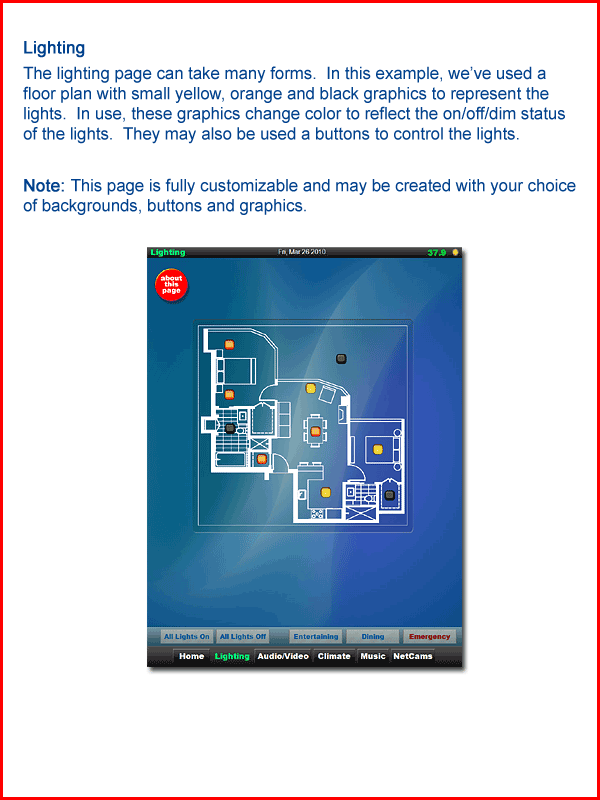 Lighting
The lighting page can take many forms.  In this example, we've used a
floor plan with small yellow, orange and black graphics to represent the
lights.  In use, these graphics change color to reflect the on/off/dim status
of the lights.  They may also be used a buttons to control the lights.
Note: This page is fully customizable and may be created with your choice
of backgrounds, buttons and graphics.
Lighting Fri, Mar 26 2010 37.9
about
this
page
All Lights On All Lights Off Entertaining Dining Emergency
Home Lighting Audio/Video Climate Music NetCams